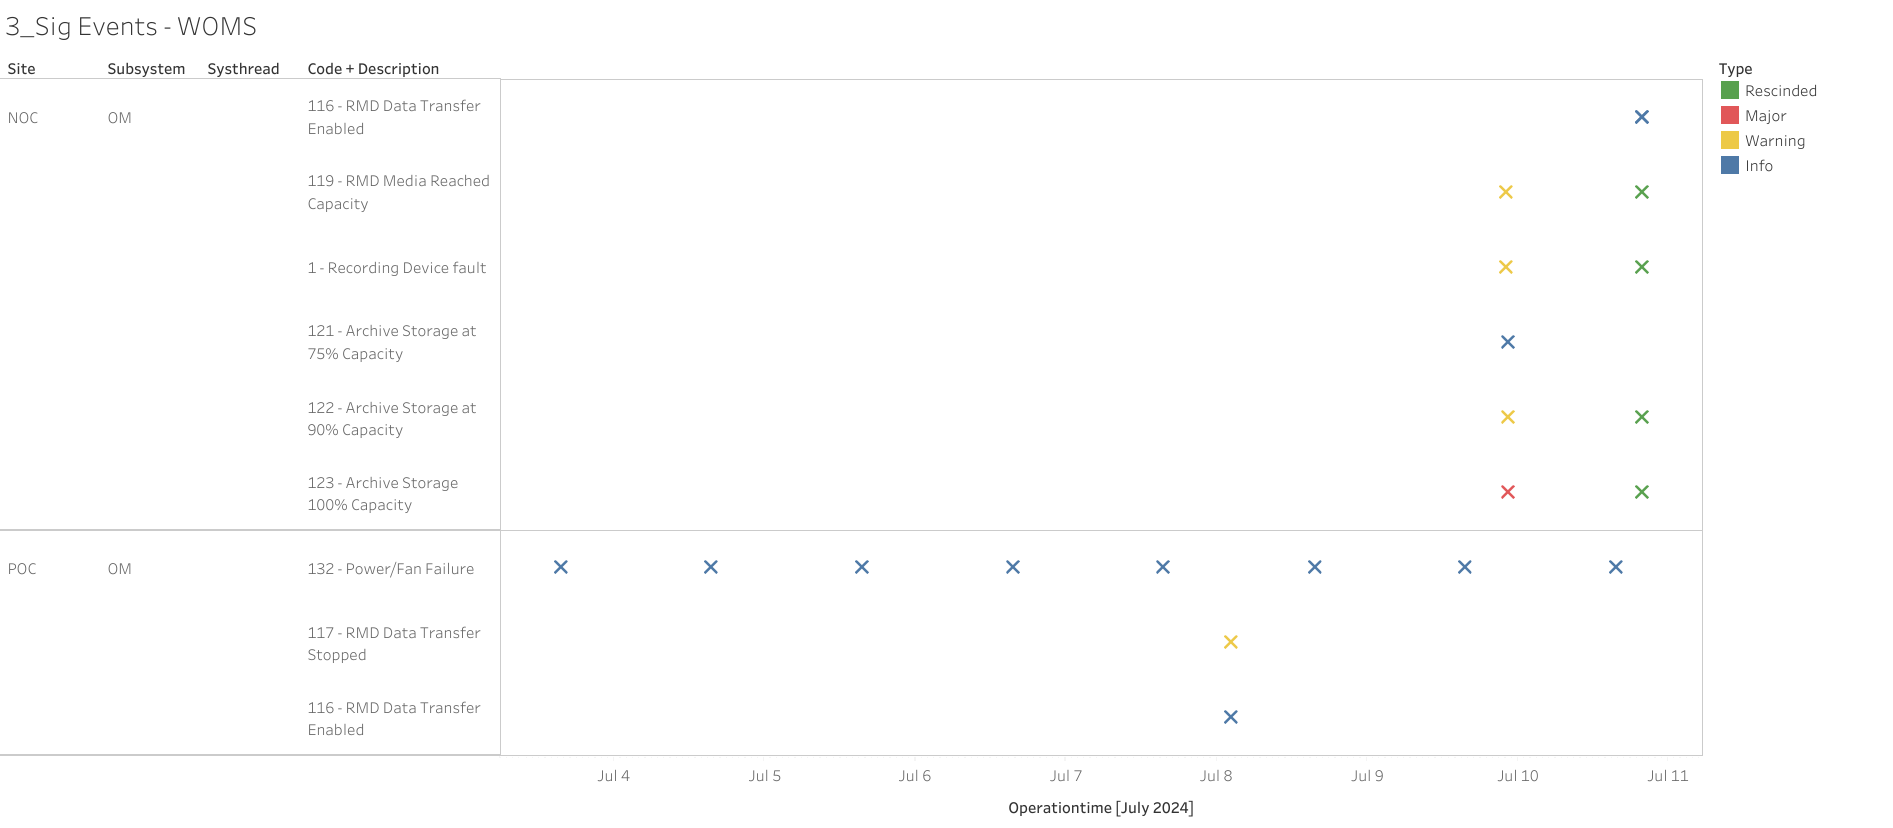 3_Sig Events - WOMS
Site Subsystem Systhread Code + Description
NOC OM 116 - RMD Data Transfer
Enabled
119 - RMD Media Reached
Capacity
1 - Recording Device fault
121 - Archive Storage at
75% Capacity
122 - Archive Storage at
90% Capacity
123 - Archive Storage
100% Capacity
POC OM 132 - Power/Fan Failure
117 - RMD Data Transfer
Stopped
116 - RMD Data Transfer
Enabled
Jul 4 Jul 5 Jul 6 Jul 7 Jul 8 Jul 9 Jul 10 Jul 11
Operationtime [July 2024]
Type
Rescinded
Major
Warning
Info